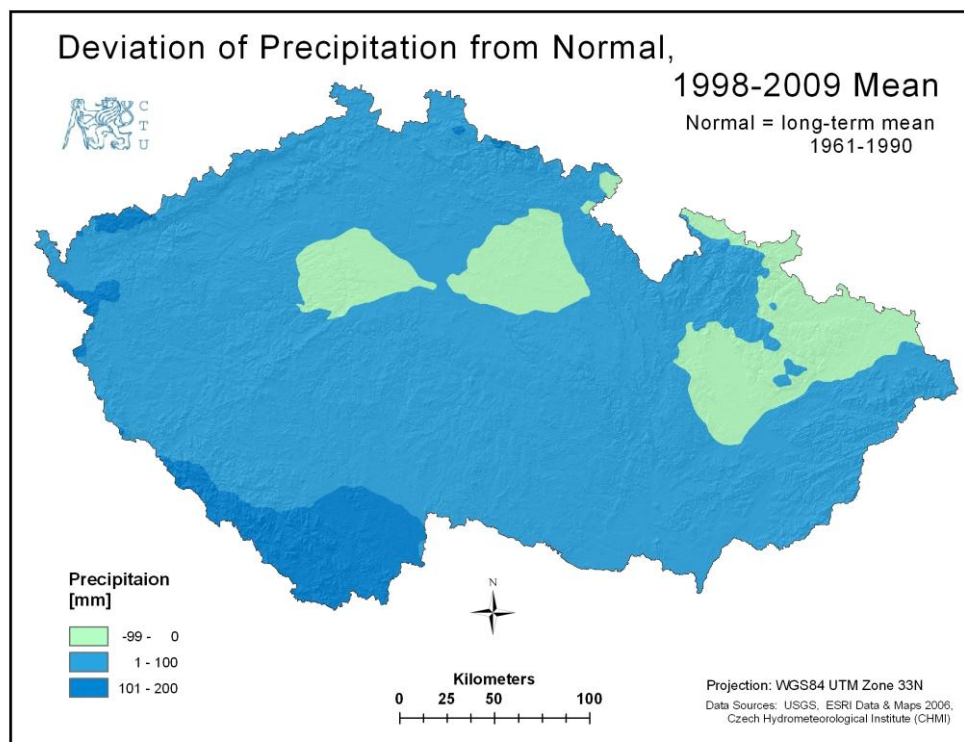 Deviation of Precipitation from Normal,
1998-2009 Mean
Normal = long-term mean
1961-1990
C
T
U
N
Precipitaion
[mm]
-99 - 0
1 - 100
101 - 200
Kilometers
0 25 50 100
Projection: WGS84 UTM Zone 33N
Data Sources: USGS, ESRI Data & Maps 2006,
Czech Hydrometeorological Institute (CHMI)